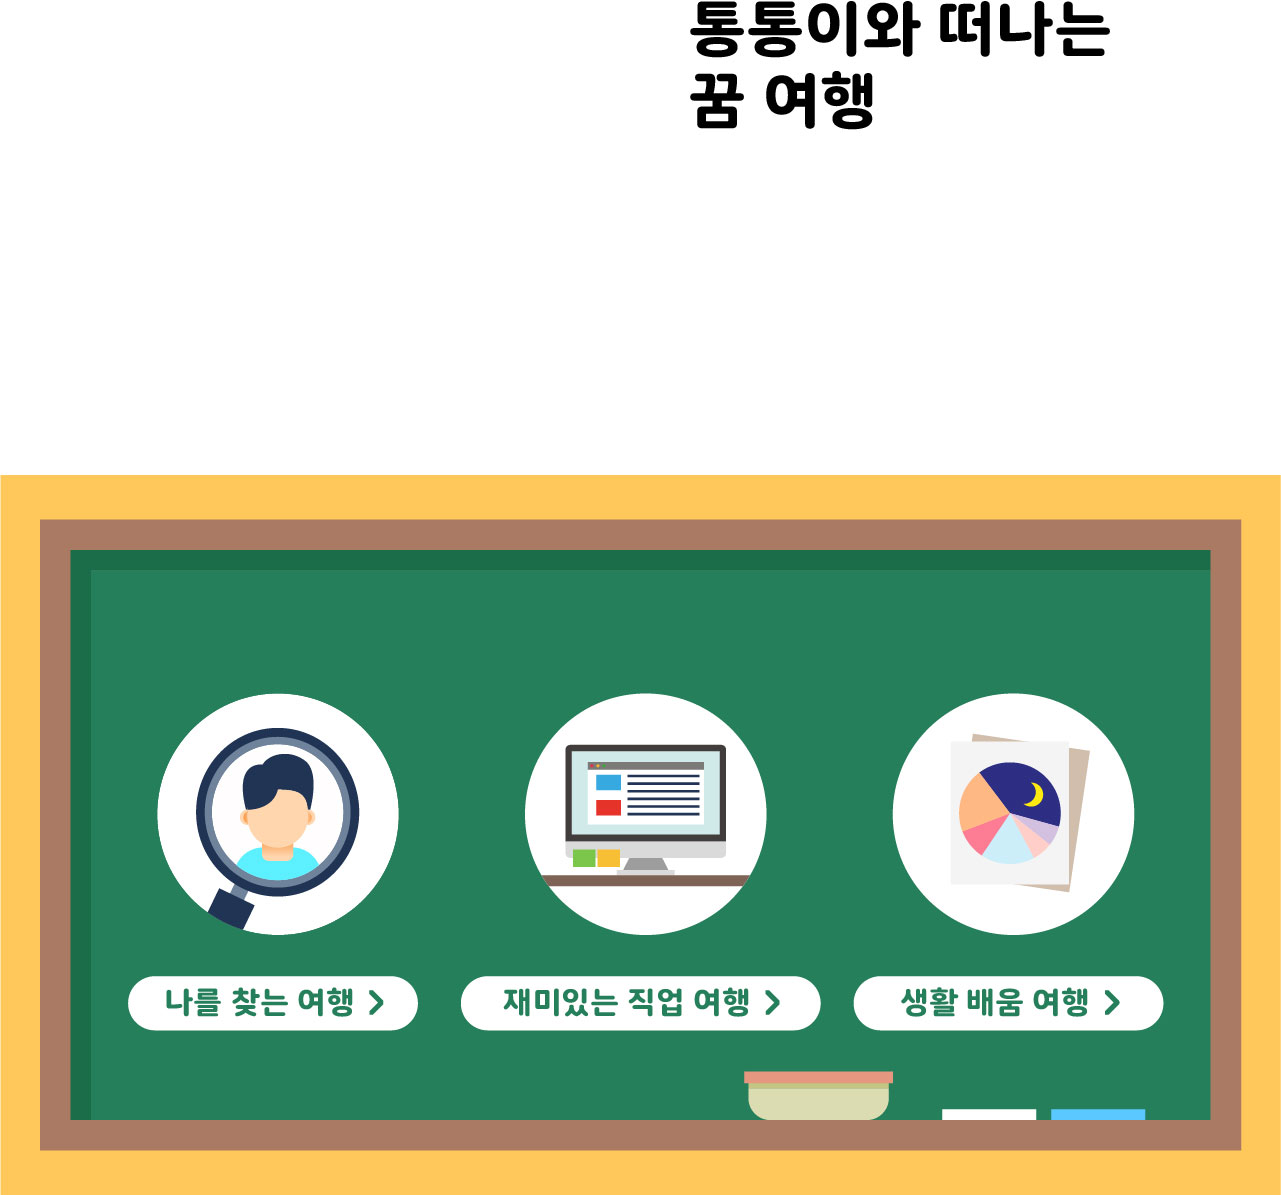 통통이와 떠나는
꿈 여행
나를 찾는 여행 >
재미있는 직업 여행 >
생활 배움 여행 >